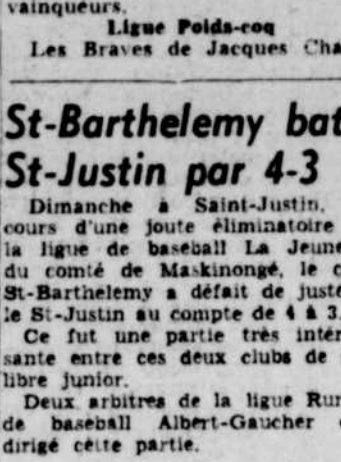 vainqueurs.
Ligue Poids-coq
Les Braves de Jacques Cha
St-Barthelemy bat
St-Justin par 4-3
Dimanche à Saint-Justin,
cours d'une joute éliminatoire
la ligue de baseball La Jeune
du comté de Maskinongé, le c
St-Barthelemy a défait de juste
le St-Justin au compte de 4 à 3.
Ce fut une partie très intér
sante entre ces deux clubs de
libre junior.
Deux arbitres de la ligue Rur
de baseball Albert-Gaucher
dirigé cette partie.